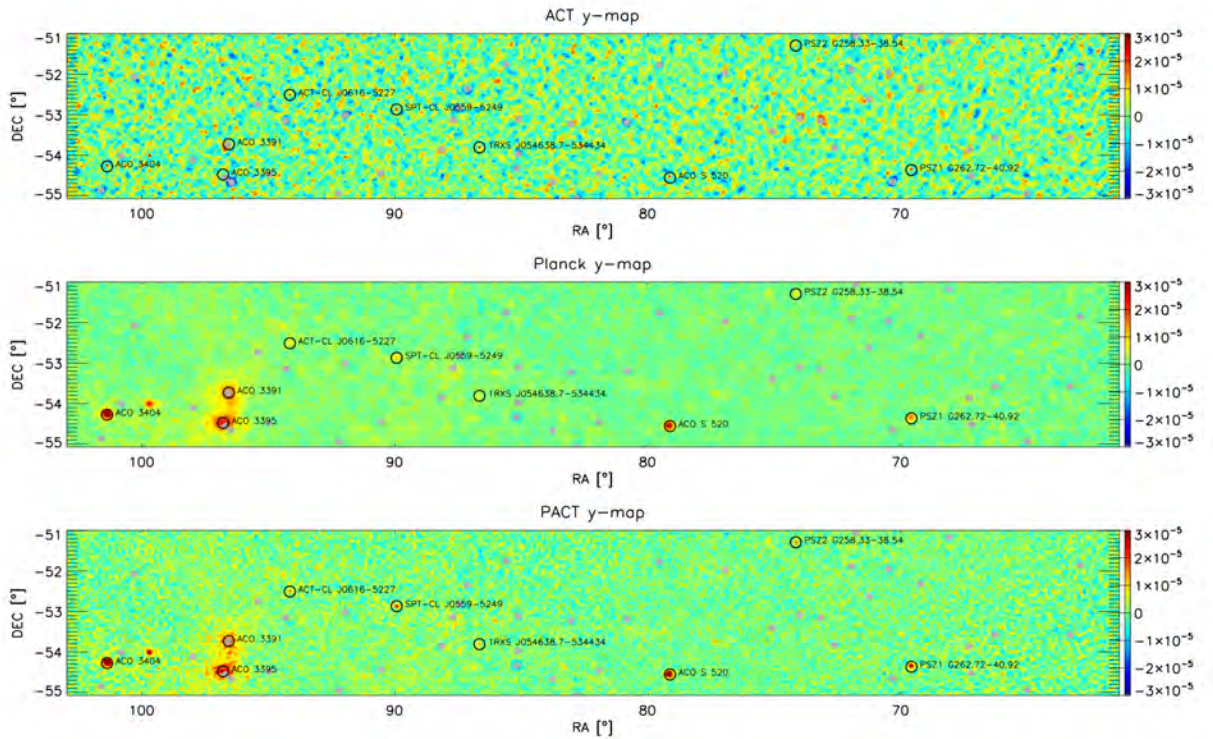 ACT y-map
-51
-52
-53
-54
-55
DEC [°]
PSZ2 G258.33-38.54
ACT-CL J0616-5227
SPT-CL J0559-5249
ACO 3391
1RXS J054638.7-534434
ACO 3404
ACO 3395
ACO S 520
PSZ1 G262.72-40.92
3×10⁻⁵
2×10⁻⁵
1×10⁻⁵
0
-1×10⁻⁵
-2×10⁻⁵
-3×10⁻⁵
100 90 80 70
RA [°]
Planck y-map
-51
-52
-53
-54
-55
DEC [°]
PSZ2 G258.33-38.54
ACT-CL J0616-5227
SPT-CL J0559-5249
ACO 3391
1RXS J054638.7-534434
ACO 3404
ACO 3395
ACO S 520
PSZ1 G262.72-40.92
3×10⁻⁵
2×10⁻⁵
1×10⁻⁵
0
-1×10⁻⁵
-2×10⁻⁵
-3×10⁻⁵
100 90 80 70
RA [°]
PACT y-map
-51
-52
-53
-54
-55
DEC [°]
PSZ2 G258.33-38.54
ACT-CL J0616-5227
SPT-CL J0559-5249
ACO 3391
1RXS J054638.7-534434
ACO 3404
ACO 3395
ACO S 520
PSZ1 G262.72-40.92
3×10⁻⁵
2×10⁻⁵
1×10⁻⁵
0
-1×10⁻⁵
-2×10⁻⁵
-3×10⁻⁵
100 90 80 70
RA [°]